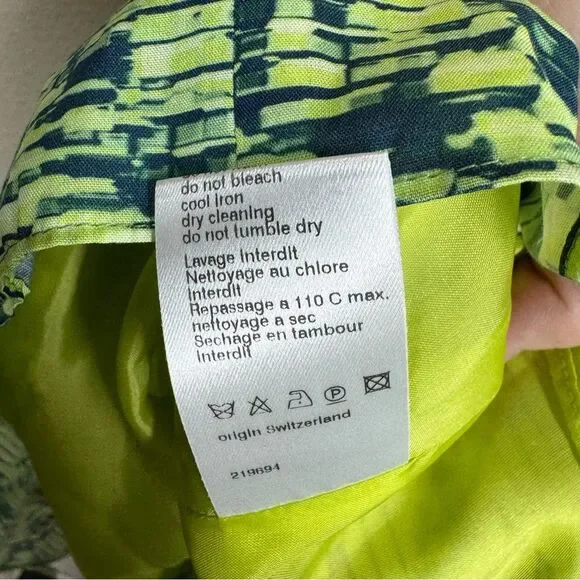 do not bleach
cool iron
dry cleaning
do not tumble dry
Lavage interdit
Nettoyage au chlore
interdit
Repassage a 110 C max.
nettoyage a sec
Sechage en tambour
interdit
P
origin Switzerland
219694